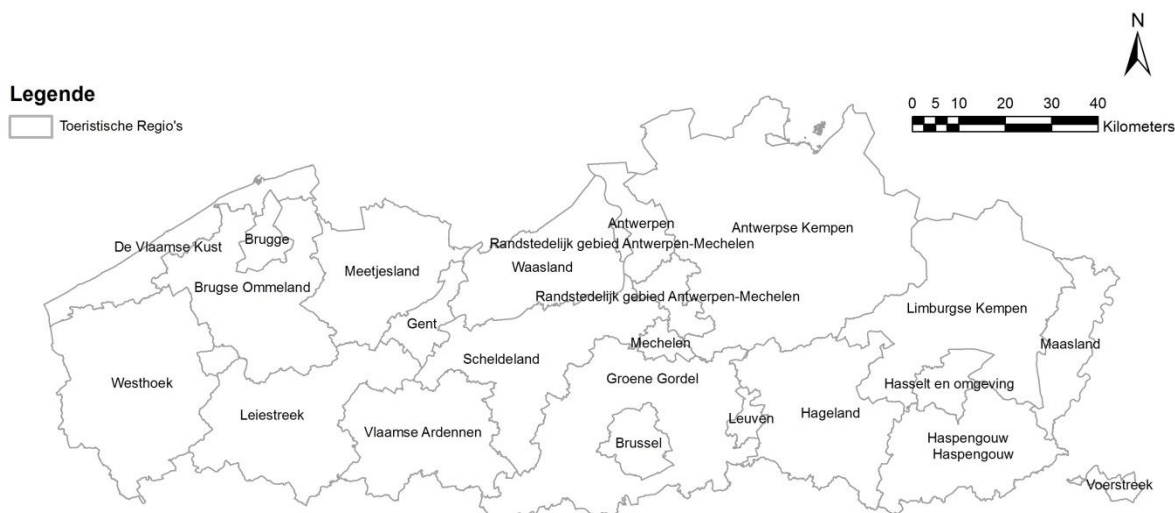 N
Legende
0 5 10 20 30 40
Kilometers
Toeristische Regio's
Antwerpen
Antwerpse Kempen
De Vlaamse Kust
Brugge
Randstedelijk gebied Antwerpen-Mechelen
Meetjesland
Waasland
Brugse Ommeland
Randstedelijk gebied Antwerpen-Mechelen
Limburgse Kempen
Gent
Mechelen
Maasland
Scheldeland
Westhoek
Groene Gordel
Hasselt en omgeving
Leiestreek
Leuven
Hageland
Vlaamse Ardennen
Brussel
Haspengouw
Haspengouw
Voerstreek